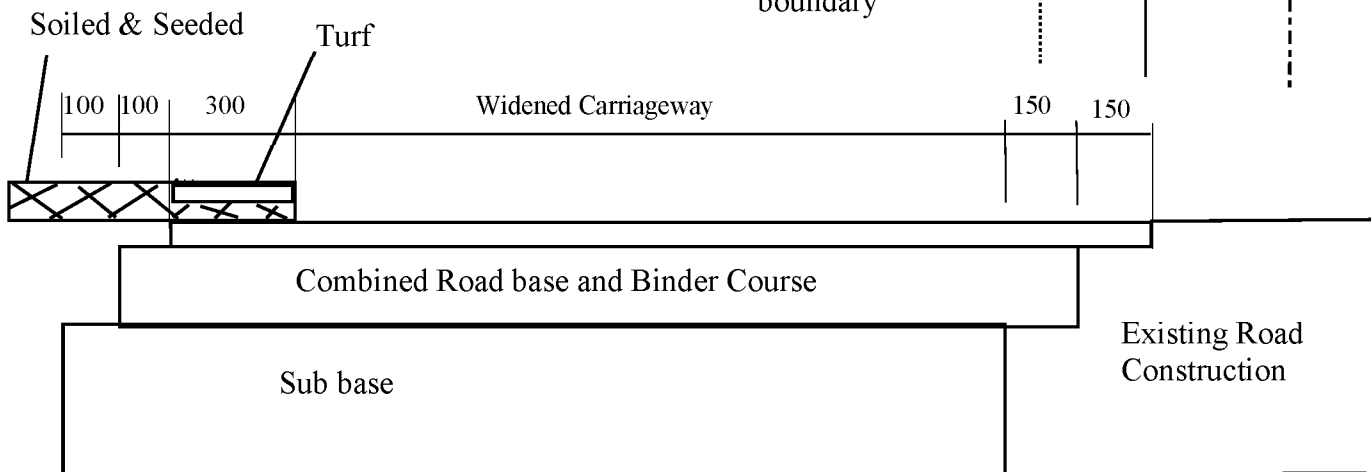 boundary
Soiled & Seeded
Turf
100 100 300 Widened Carriageway 150 150
Combined Road base and Binder Course
Existing Road
Construction
Sub base